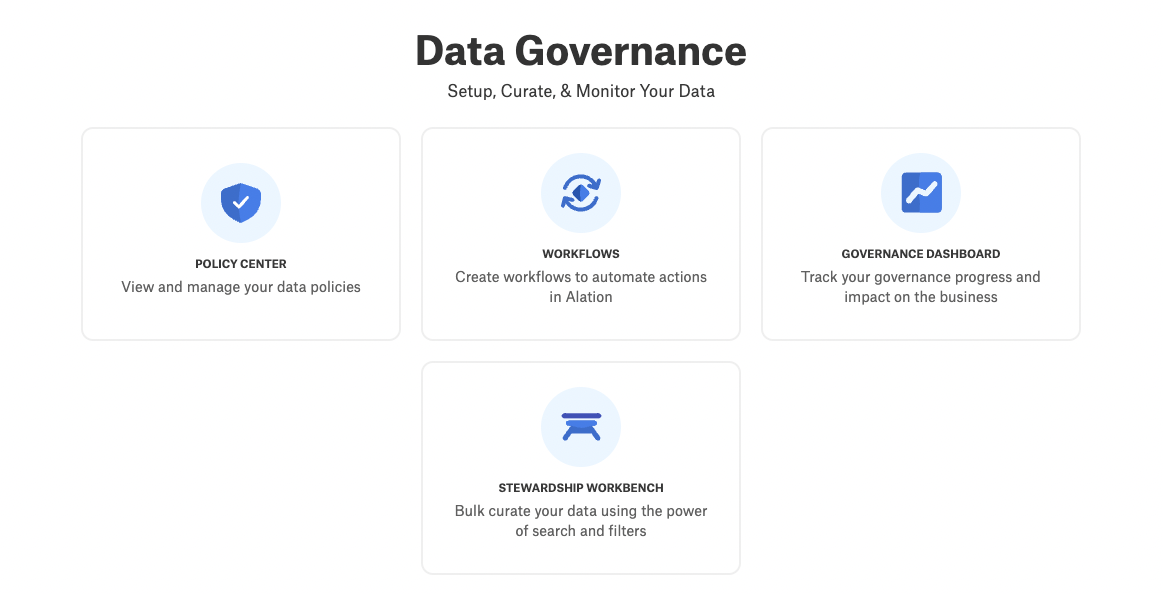 Data Governance
Setup, Curate, & Monitor Your Data
POLICY CENTER
View and manage your data policies
WORKFLOWS
Create workflows to automate actions
in Alation
GOVERNANCE DASHBOARD
Track your governance progress and
impact on the business
STEWARDSHIP WORKBENCH
Bulk curate your data using the power
of search and filters